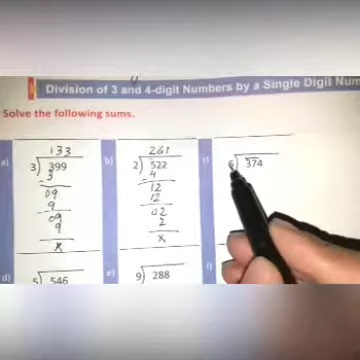 Division of 3 and 4-digit Numbers by a Single Digit Num
Solve the following sums.
a) 133
3) 399
3
09
9
09
9
x
b) 261
2) 522
4
12
12
02
2
x
c) 6) 374
d) 5) 546
e) 9) 288
f)